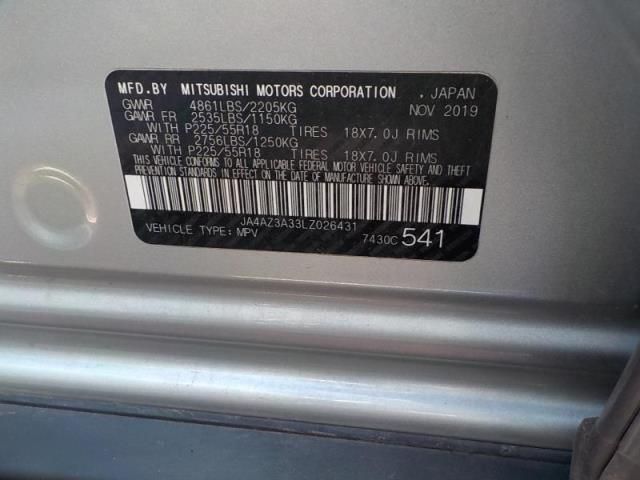 MFD.BY MITSUBISHI MOTORS CORPORATION , JAPAN
GVWR 4861LBS/2205KG NOV 2019
GAWR FR 2535LBS/1150KG
WITH P225/55R18 TIRES 18X7.0J RIMS
GAWR RR 2756LBS/1250KG
WITH P225/55R18 TIRES 18X7.0J RIMS
THIS VEHICLE CONFORMS TO ALL APPLICABLE FEDERAL MOTOR VEHICLE SAFETY AND THEFT
PREVENTION STANDARDS IN EFFECT ON THE DATE OF MANUFACTURE SHOWN ABOVE.
JA4AZ3A33LZ026431
VEHICLE TYPE: MPV 7430C 541